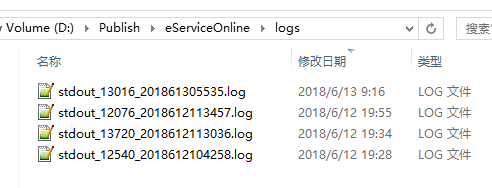 v Volume (D:) › Publish › eServiceOnline › logs
搜索
名称 修改日期 类型
stdout_13016_201861305535.log 2018/6/13 9:16 LOG 文件
stdout_12076_2018612113457.log 2018/6/12 19:55 LOG 文件
stdout_13720_2018612113036.log 2018/6/12 19:34 LOG 文件
stdout_12540_2018612104258.log 2018/6/12 19:28 LOG 文件